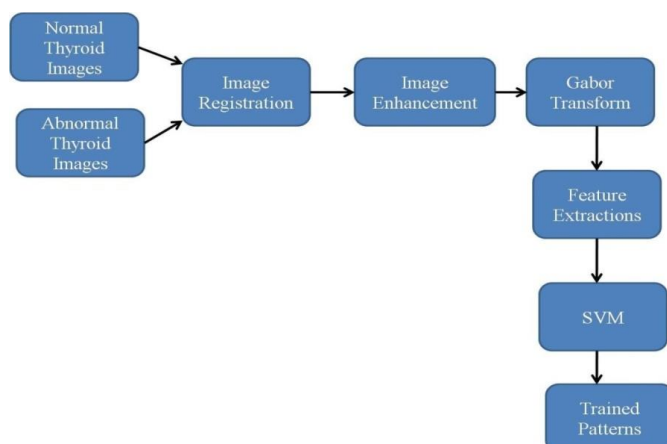 Normal
Thyroid
Images
Abnormal
Thyroid
Images
Image
Registration
Image
Enhancement
Gabor
Transform
Feature
Extractions
SVM
Trained
Patterns